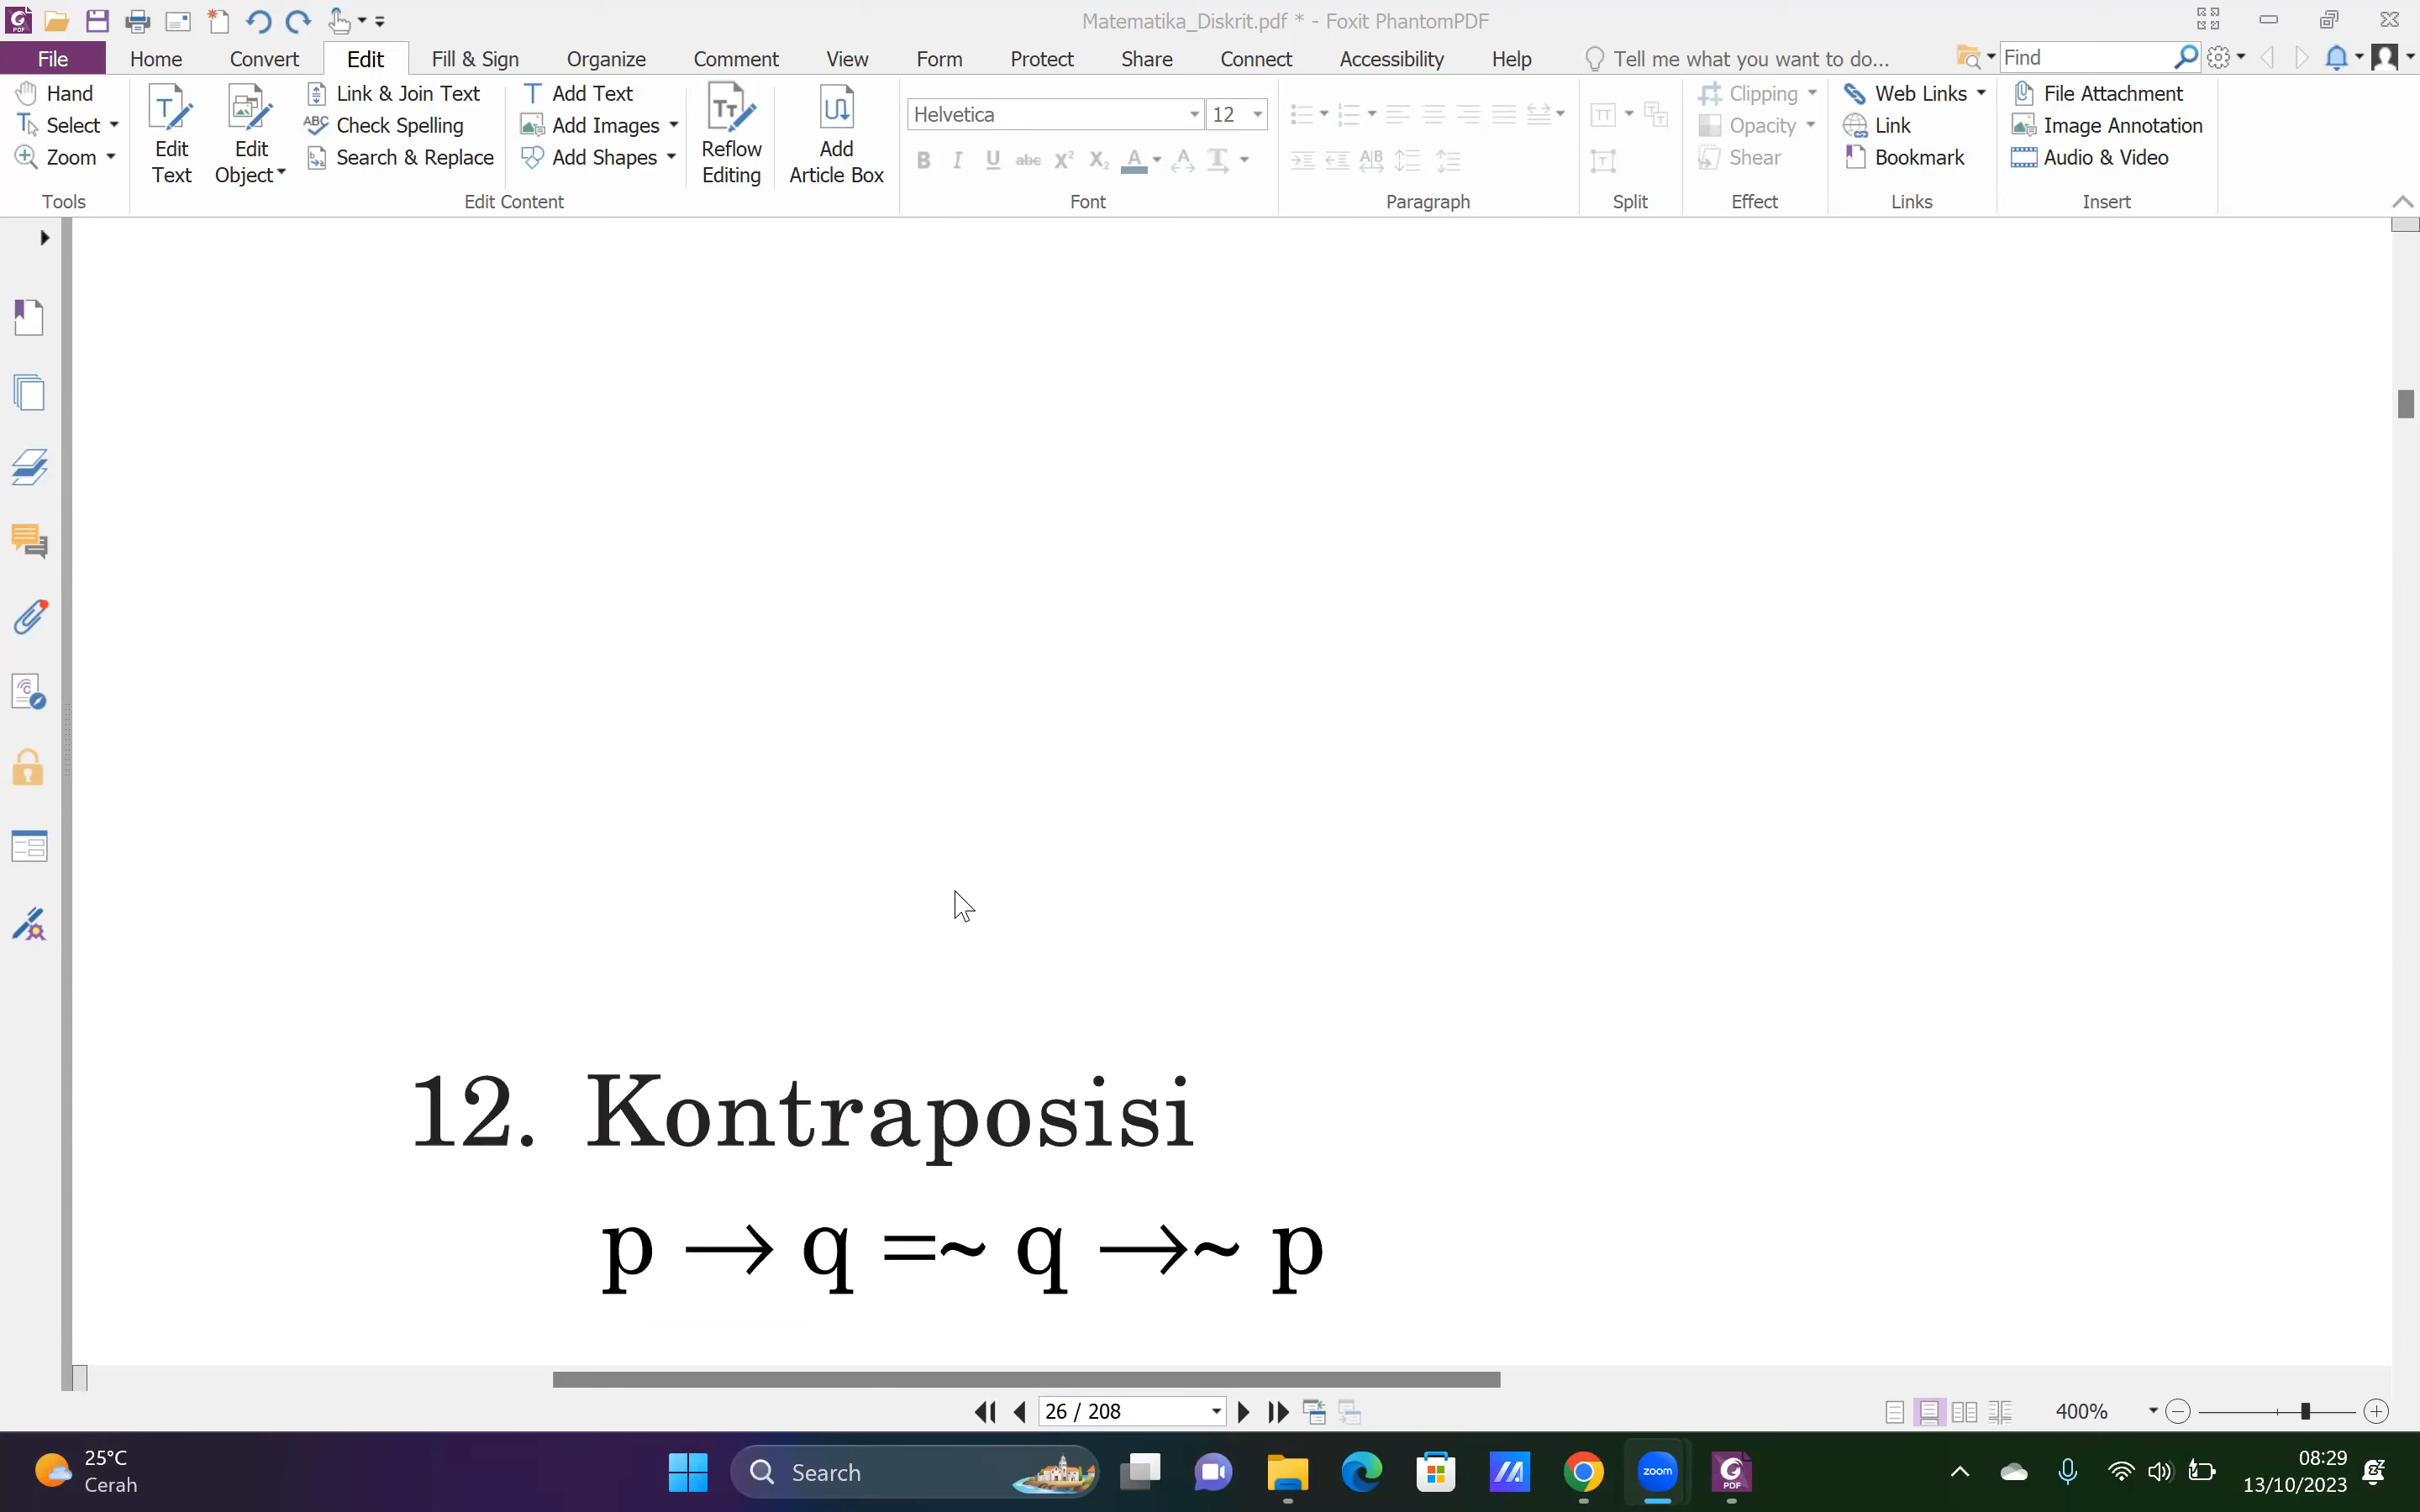 Matematika_Diskrit.pdf * - Foxit PhantomPDF
File Home Convert Edit Fill & Sign Organize Comment View Form Protect Share Connect Accessibility Help Tell me what you want to do... Find
Hand
Select
Zoom
Tools
Edit Text
Edit Object
Link & Join Text
Check Spelling
Search & Replace
Add Text
Add Images
Add Shapes
Reflow Editing
Add Article Box
Edit Content
Helvetica 12
Font
Paragraph
Split
Clipping
Opacity
Shear
Effect
Web Links
Link
Bookmark
Links
File Attachment
Image Annotation
Audio & Video
Insert
12. Kontraposisi
p → q =~ q →~ p
26 / 208
400%
25°C
Cerah
Search
zoom
PDF
08:29
13/10/2023